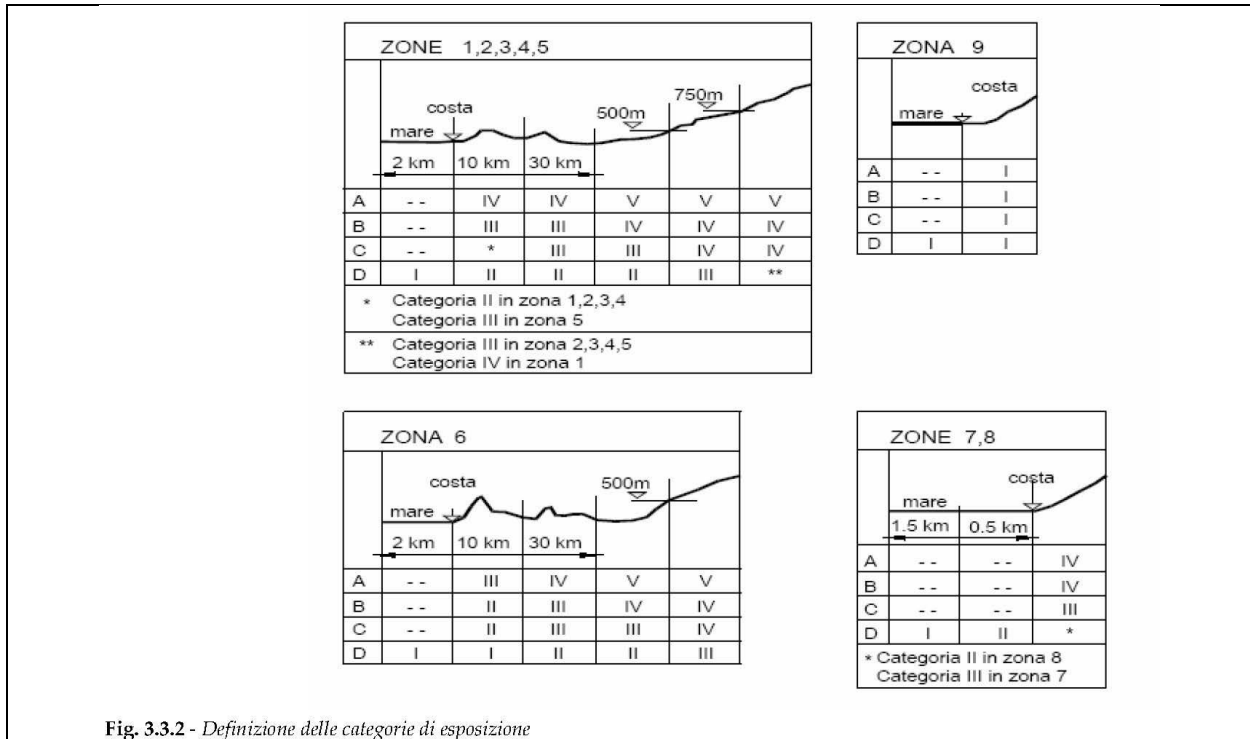 ZONE 1,2,3,4,5
costa
mare
500m
750m
2 km 10 km 30 km
A -- IV IV V V V
B -- III III IV IV IV
C -- * III III IV IV
D I II II II III **
* Categoria II in zona 1,2,3,4
Categoria III in zona 5
** Categoria III in zona 2,3,4,5
Categoria IV in zona 1
ZONA 9
costa
mare
A -- I
B -- I
C -- I
D I I
ZONA 6
costa
mare
500m
2 km 10 km 30 km
A -- III IV V V
B -- II III IV IV
C -- II III III IV
D I I II II III
ZONE 7,8
costa
mare
1.5 km 0.5 km
A -- -- IV
B -- -- IV
C -- -- III
D I II *
* Categoria II in zona 8
Categoria III in zona 7
Fig. 3.3.2 - Definizione delle categorie di esposizione